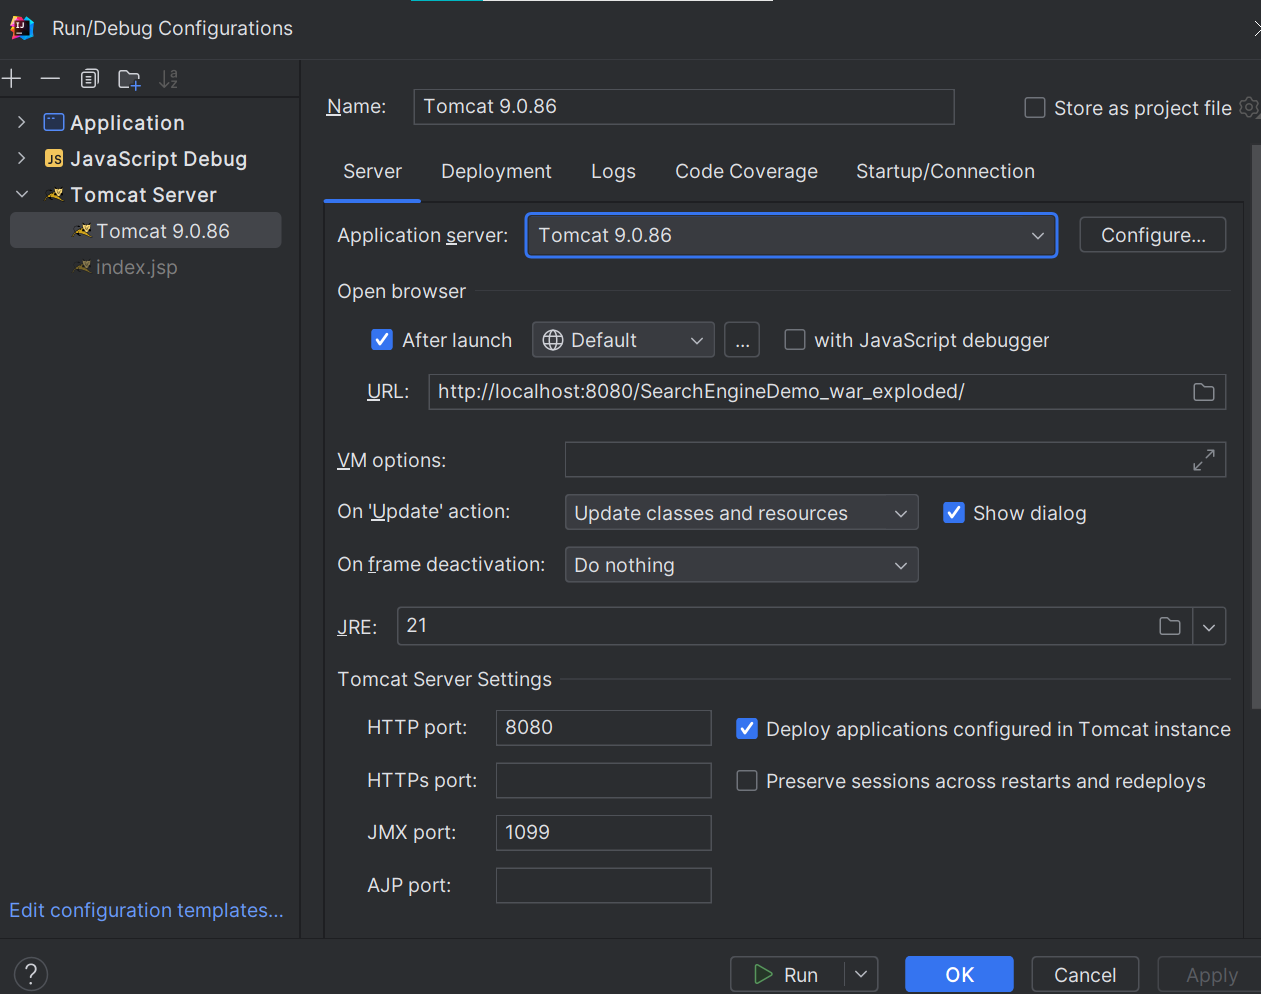 Run/Debug Configurations
Name: Tomcat 9.0.86 Store as project file
Application
JavaScript Debug
Tomcat Server
Tomcat 9.0.86
index.jsp
Edit configuration templates...
Server Deployment Logs Code Coverage Startup/Connection
Application server: Tomcat 9.0.86 Configure...
Open browser
After launch Default ... with JavaScript debugger
URL: http://localhost:8080/SearchEngineDemo_war_exploded/
VM options:
On 'Update' action: Update classes and resources Show dialog
On frame deactivation: Do nothing
JRE: 21
Tomcat Server Settings
HTTP port: 8080 Deploy applications configured in Tomcat instance
HTTPs port: Preserve sessions across restarts and redeploys
JMX port: 1099
AJP port:
? Run OK Cancel Apply